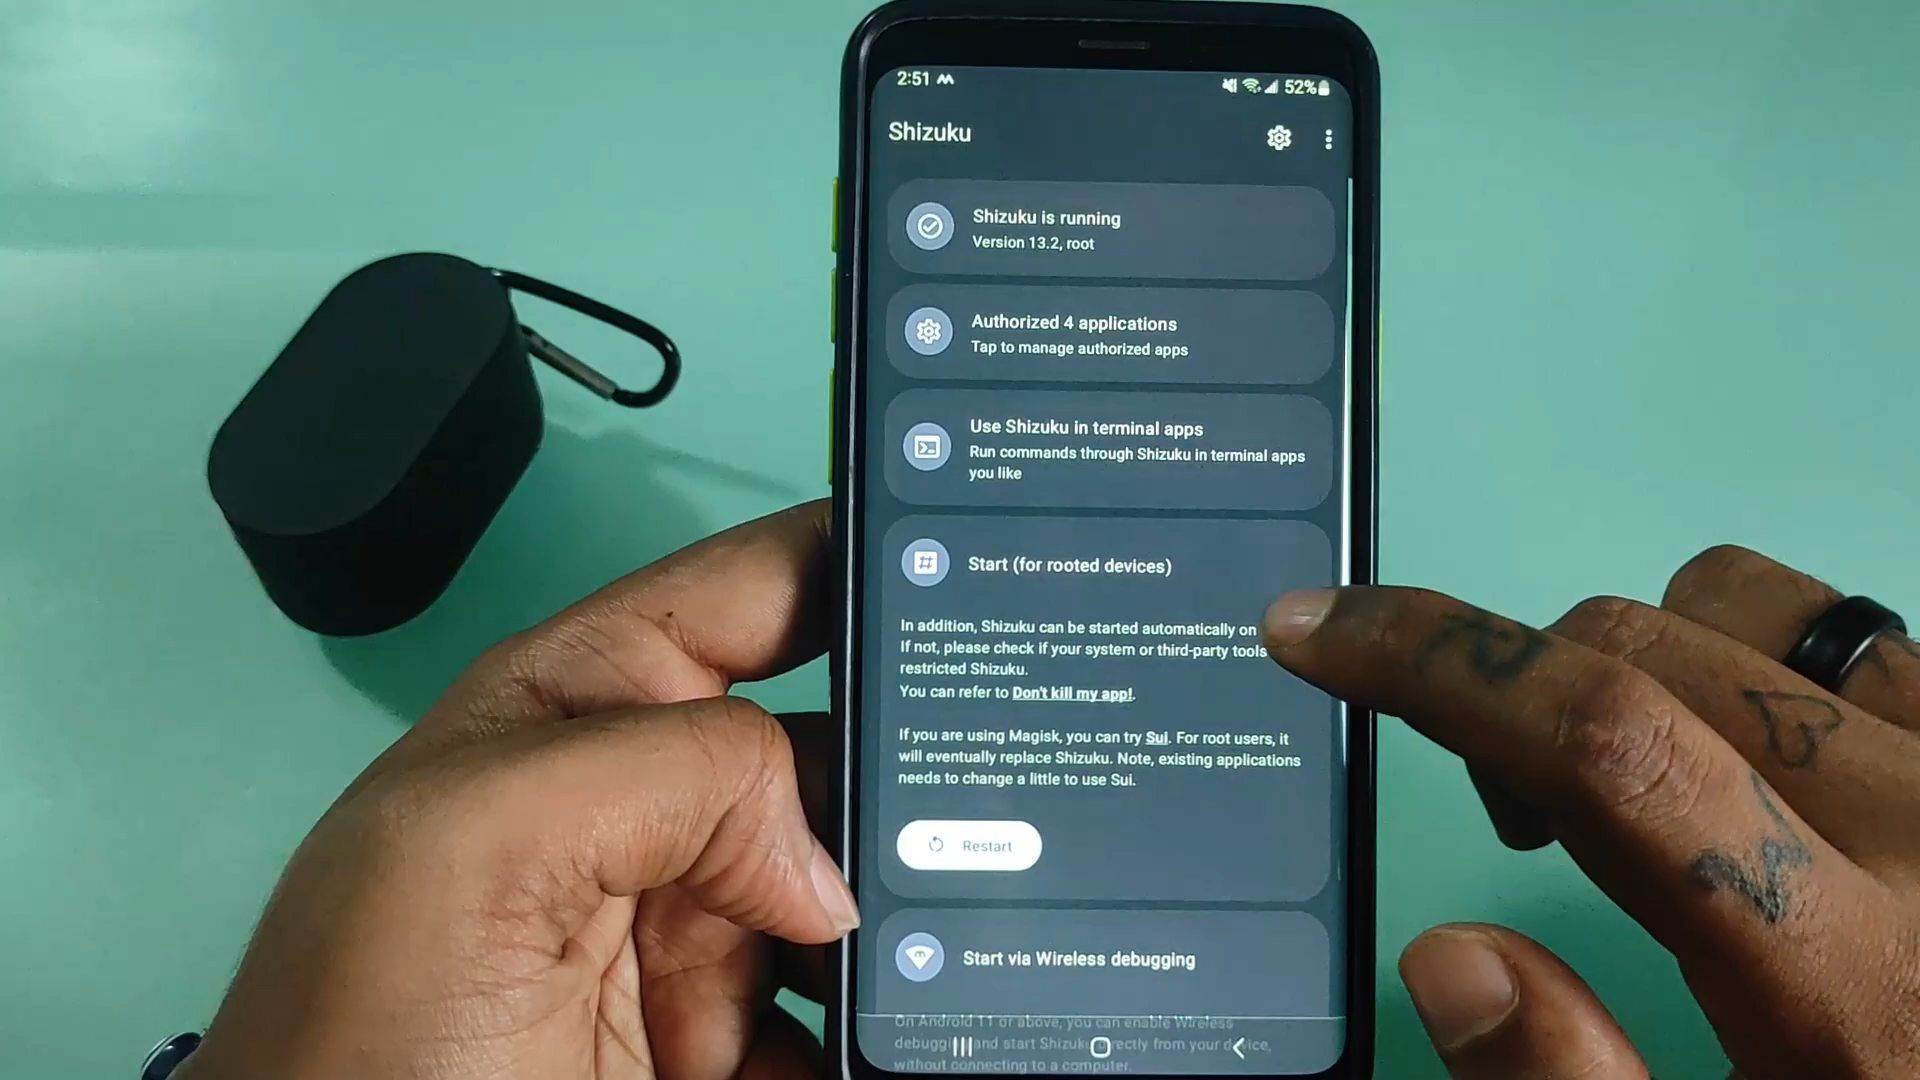 2:51
52%
Shizuku
Shizuku is running
Version 13.2, root
Authorized 4 applications
Tap to manage authorized apps
Use Shizuku in terminal apps
Run commands through Shizuku in terminal apps
you like
Start (for rooted devices)
In addition, Shizuku can be started automatically on
If not, please check if your system or third-party tools
restricted Shizuku.
You can refer to Don't kill my app!.
If you are using Magisk, you can try Sui. For root users, it
will eventually replace Shizuku. Note, existing applications
needs to change a little to use Sui.
Restart
Start via Wireless debugging
On Android 11 or above, you can enable Wireless
and start Shizuku your
without connecting to a computer.